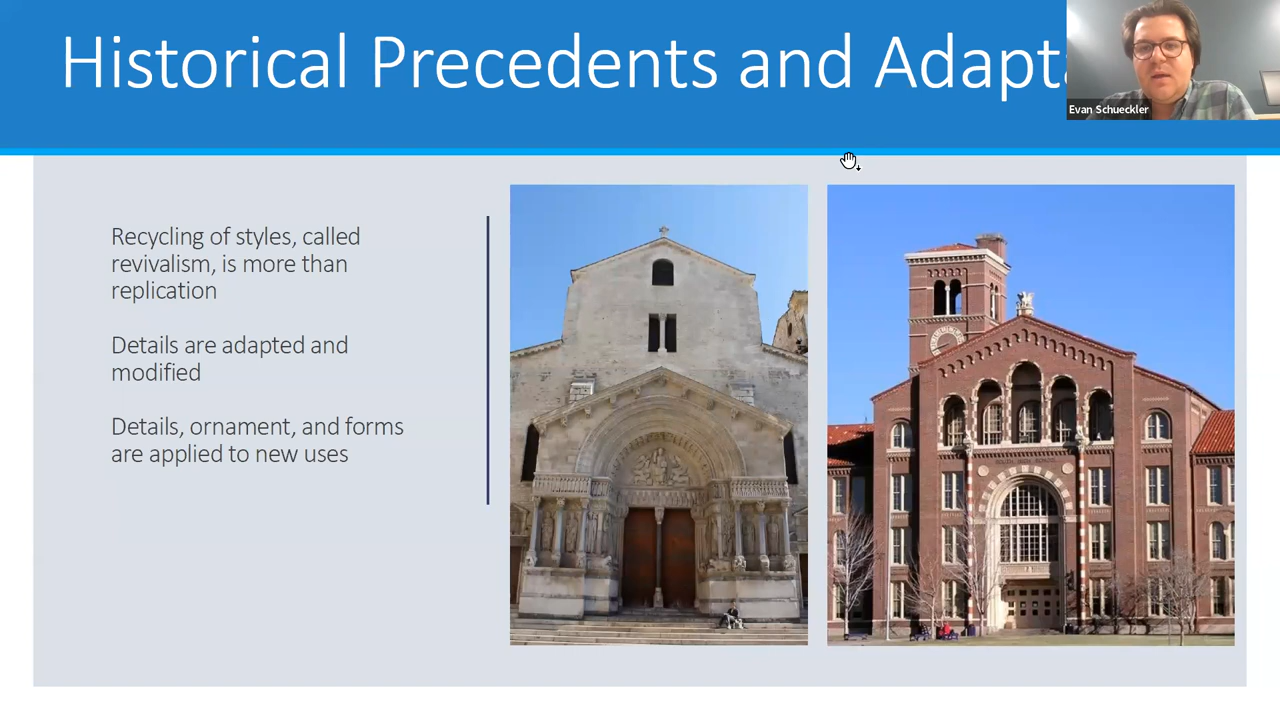 Historical Precedents and Adapta
Evan Schueckler
Recycling of styles, called
revivalism, is more than
replication
Details are adapted and
modified
Details, ornament, and forms
are applied to new uses